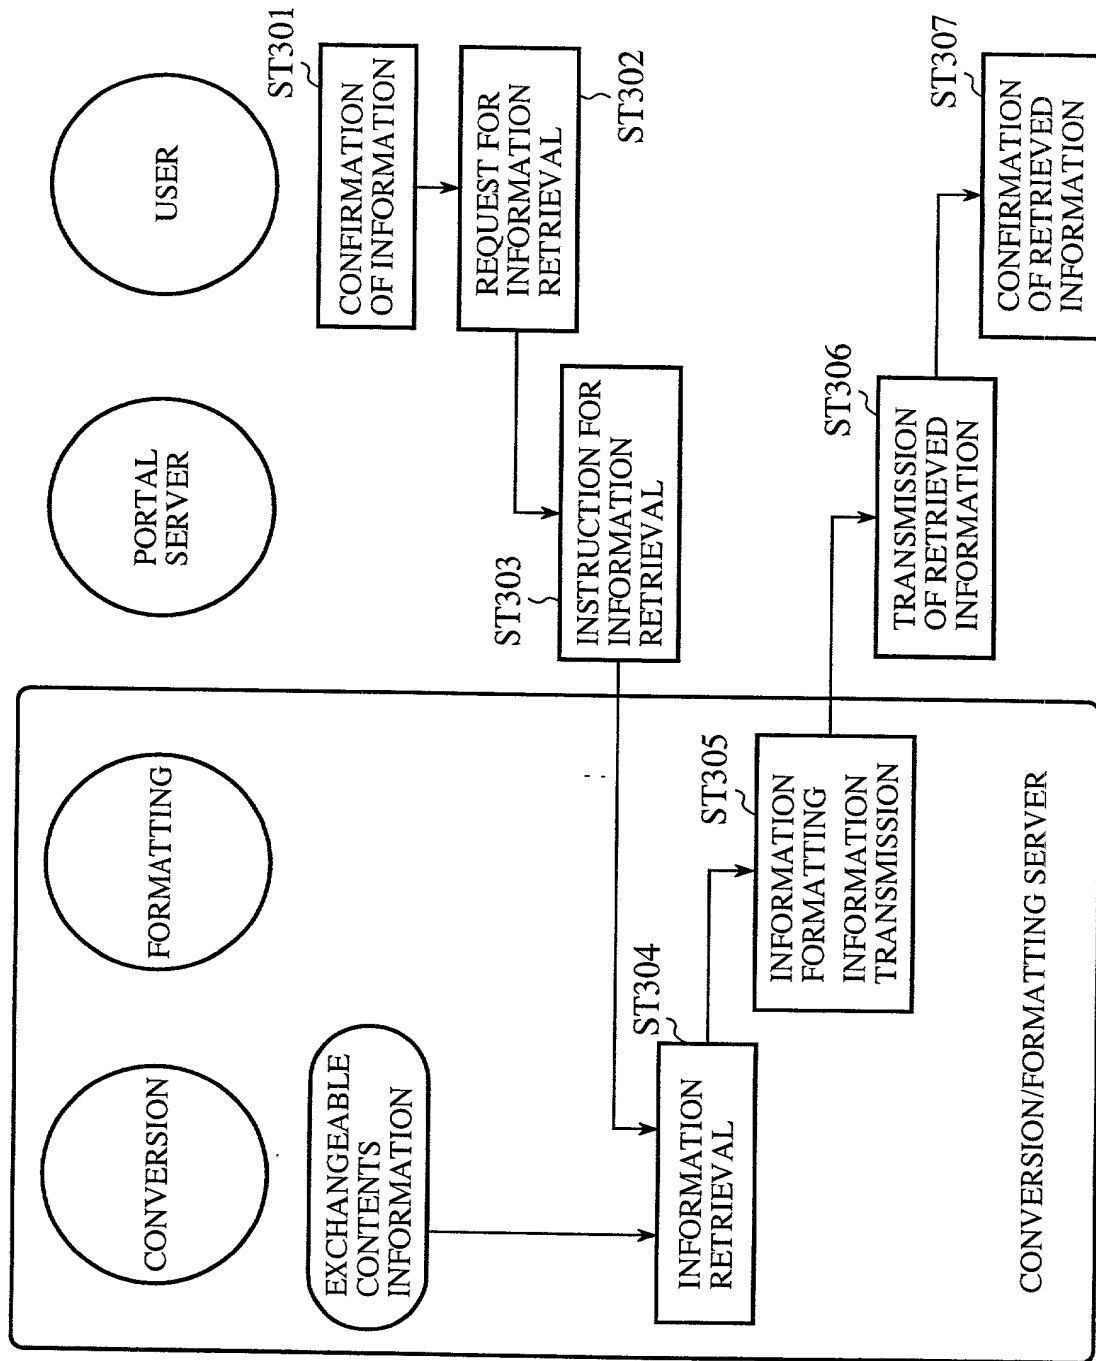 CONVERSION
FORMATTING
PORTAL
SERVER
USER
EXCHANGEABLE
CONTENTS
INFORMATION
ST301
CONFIRMATION
OF INFORMATION
REQUEST FOR
INFORMATION
RETRIEVAL
ST302
ST303
INSTRUCTION FOR
INFORMATION
RETRIEVAL
ST304
INFORMATION
RETRIEVAL
ST305
INFORMATION
FORMATTING
INFORMATION
TRANSMISSION
ST306
TRANSMISSION
OF RETRIEVED
INFORMATION
ST307
CONFIRMATION
OF RETRIEVED
INFORMATION
CONVERSION/FORMATTING SERVER